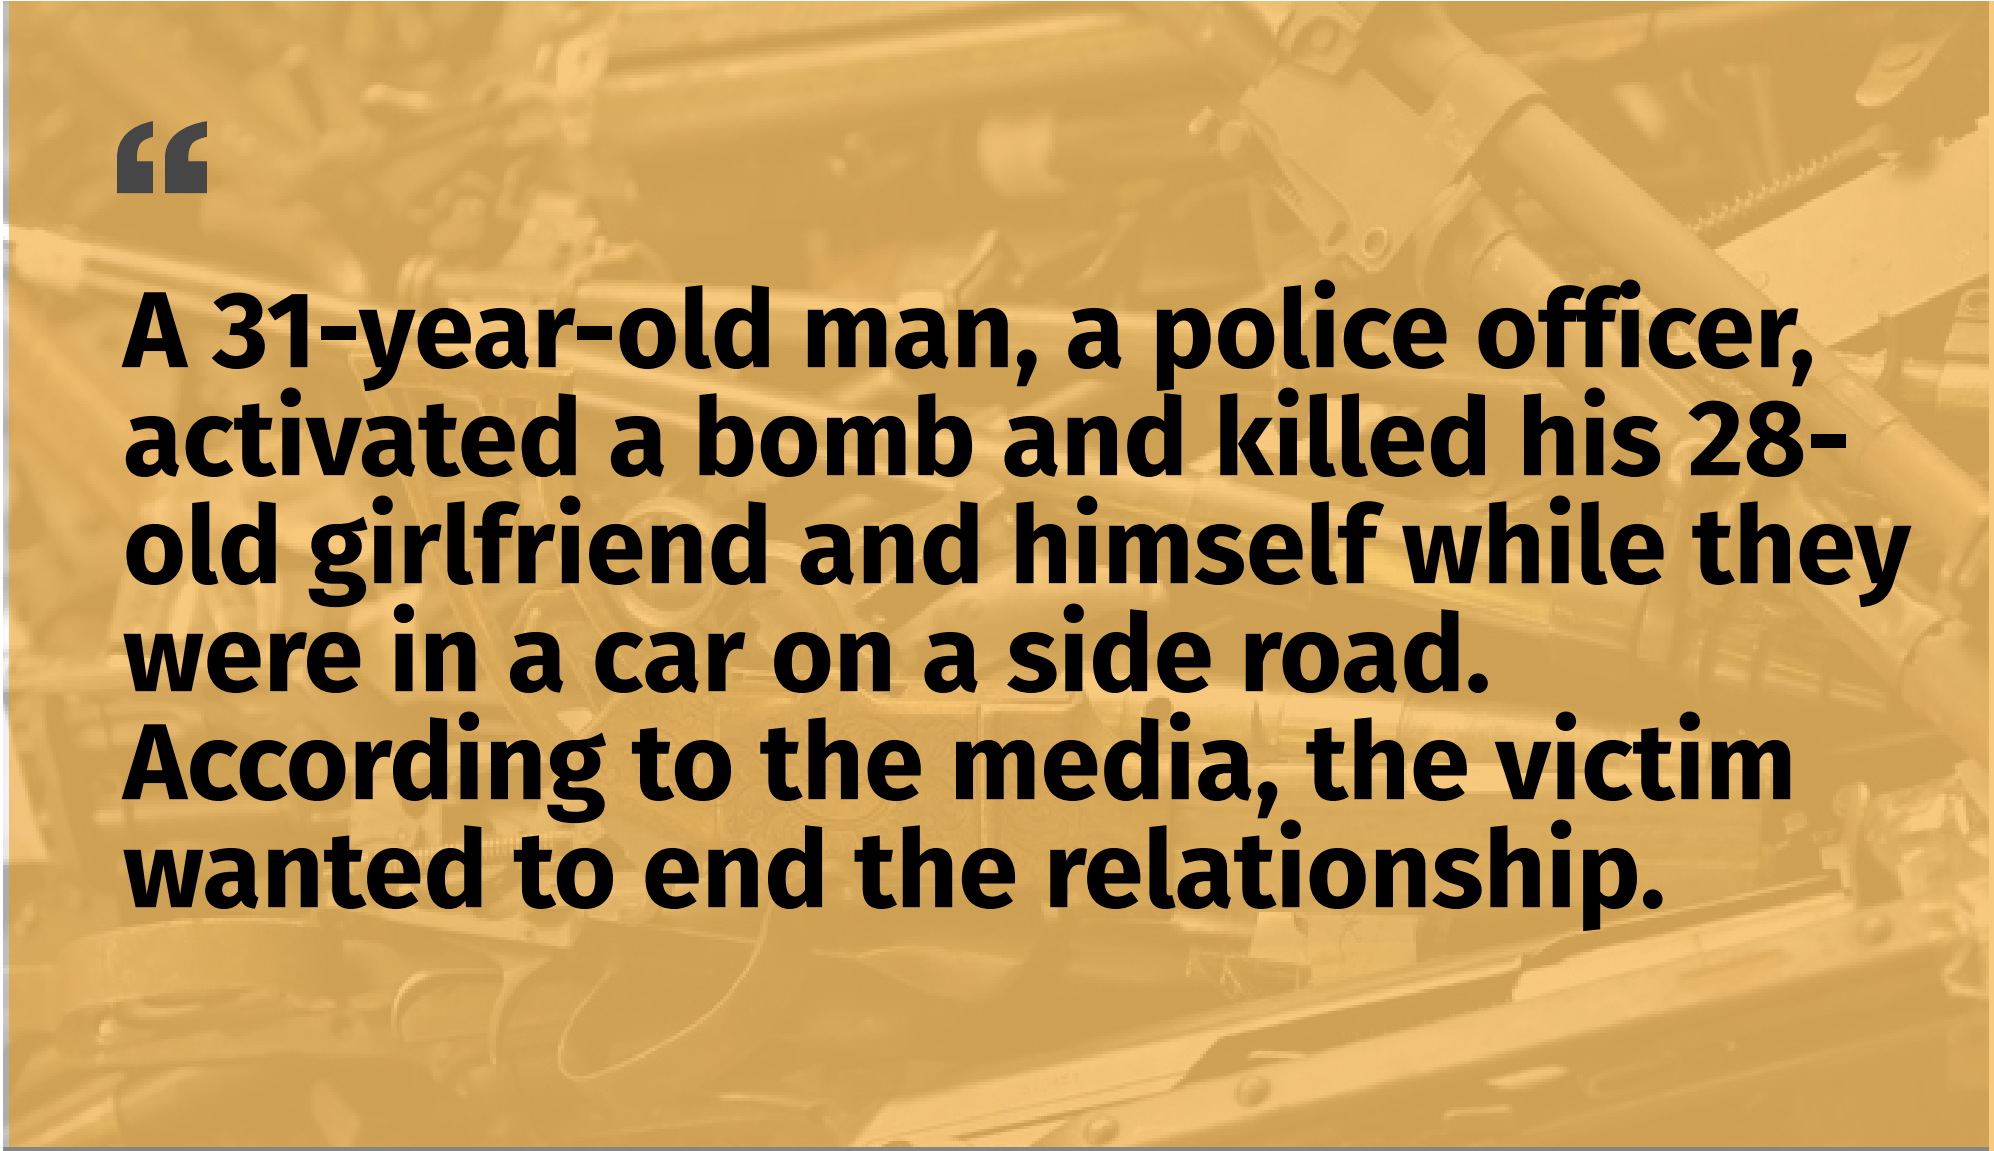 “
A 31-year-old man, a police officer,
activated a bomb and killed his 28-
old girlfriend and himself while they
were in a car on a side road.
According to the media, the victim
wanted to end the relationship.